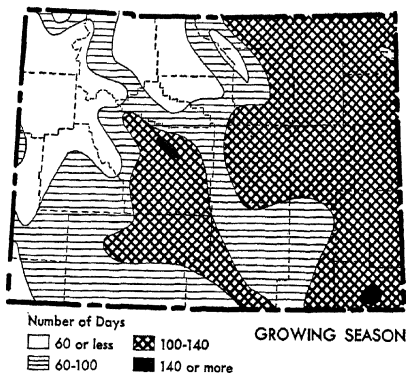 Number of Days
60 or less
100-140
60-100
140 or more
GROWING SEASON